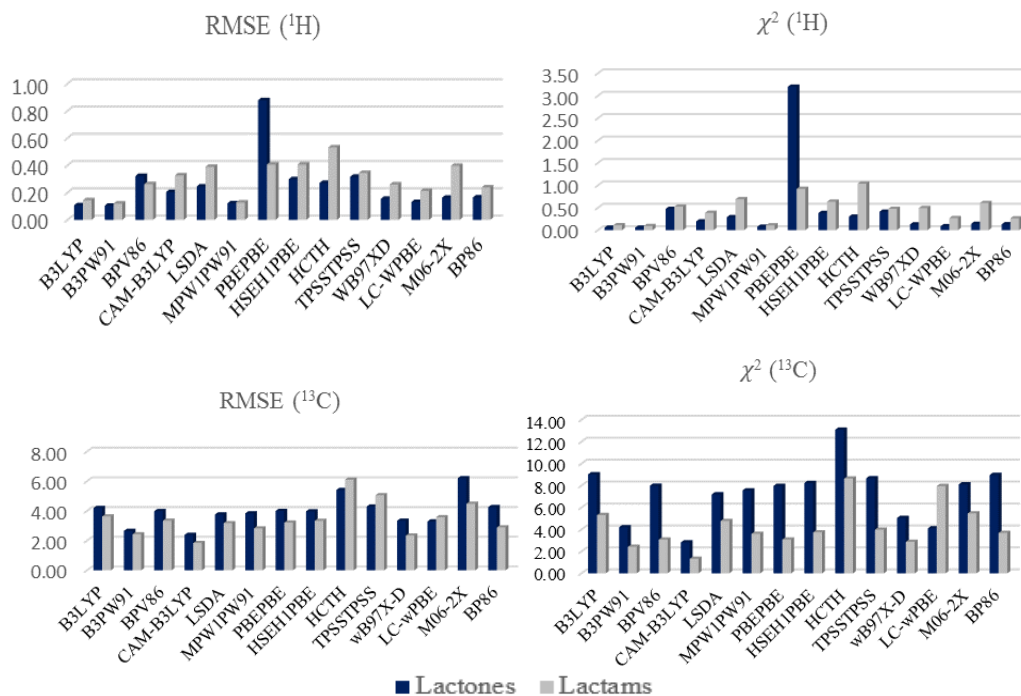 RMSE (¹H)
1.00
0.80
0.60
0.40
0.20
0.00
B3LYP
B3PW91
BPV86
CAM-B3LYP
LSDA
MPW1PW91
PBEPBE
HSEH1PBE
HCTH
TPSSTPSS
WB97XD
LC-WPBE
M06-2X
BP86
χ² (¹H)
3.50
3.00
2.50
2.00
1.50
1.00
0.50
0.00
B3LYP
B3PW91
BPV86
CAM-B3LYP
LSDA
MPW1PW91
PBEPBE
HSEH1PBE
HCTH
TPSSTPSS
WB97XD
LC-WPBE
M06-2X
BP86
RMSE (¹³C)
8.00
6.00
4.00
2.00
0.00
B3LYP
B3PW91
BPV86
CAM-B3LYP
LSDA
MPW1PW91
PBEPBE
HSEH1PBE
HCTH
TPSSTPSS
wB97X-D
LC-wPBE
M06-2X
BP86
χ² (¹³C)
14.00
12.00
10.00
8.00
6.00
4.00
2.00
0.00
B3LYP
B3PW91
BPV86
CAM-B3LYP
LSDA
MPW1PW91
PBEPBE
HSEH1PBE
HCTH
TPSSTPSS
wB97X-D
LC-wPBE
M06-2X
BP86
Lactones Lactams